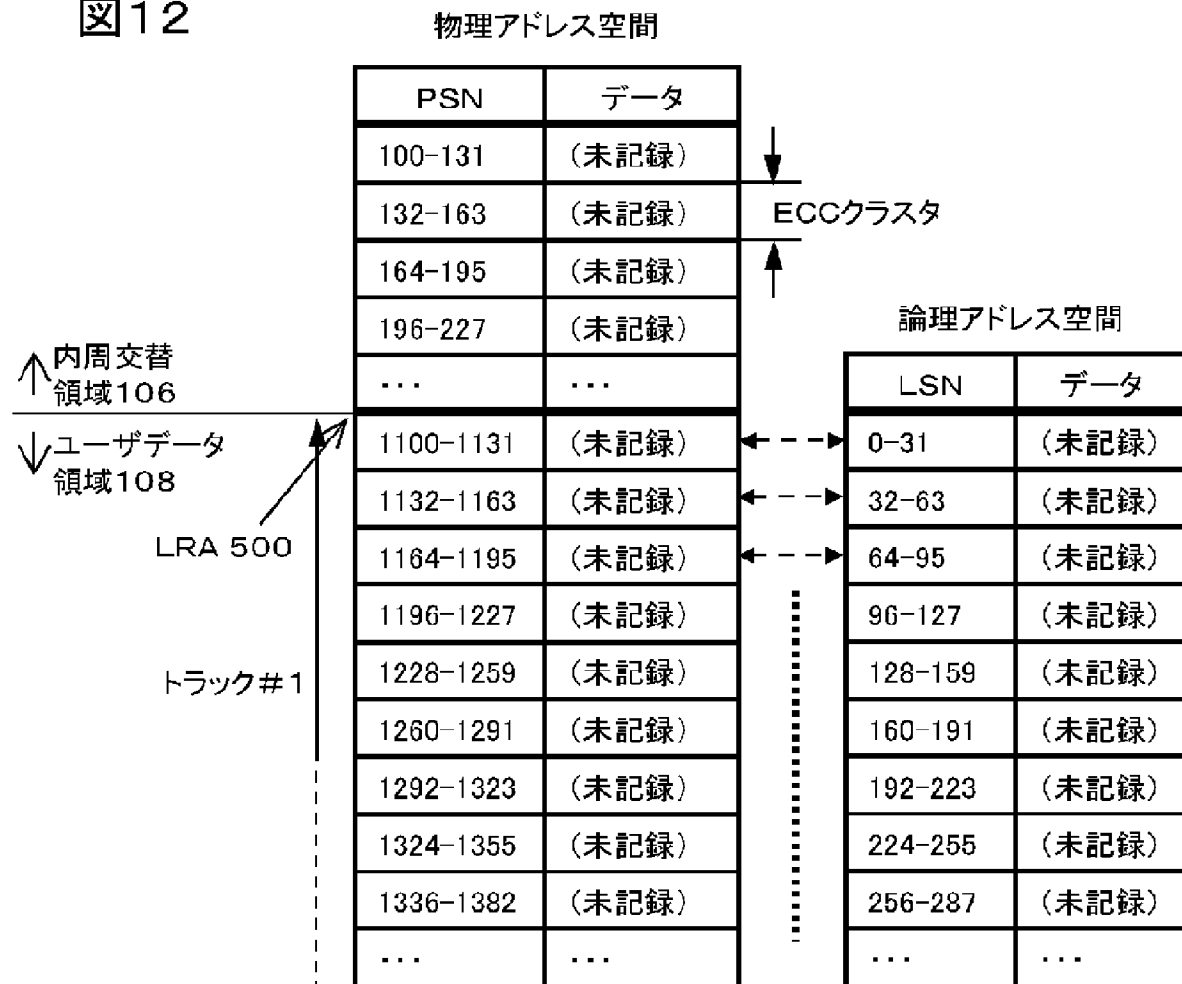 図12
物理アドレス空間
PSN データ
100-131 (未記録)
132-163 (未記録)
164-195 (未記録)
196-227 (未記録)
... ...
1100-1131 (未記録)
1132-1163 (未記録)
1164-1195 (未記録)
1196-1227 (未記録)
1228-1259 (未記録)
1260-1291 (未記録)
1292-1323 (未記録)
1324-1355 (未記録)
1336-1382 (未記録)
... ...
ECCクラスタ
内周交替
領域106
ユーザデータ
領域108
LRA 500
トラック#1
論理アドレス空間
LSN データ
0-31 (未記録)
32-63 (未記録)
64-95 (未記録)
96-127 (未記録)
128-159 (未記録)
160-191 (未記録)
192-223 (未記録)
224-255 (未記録)
256-287 (未記録)
... ...